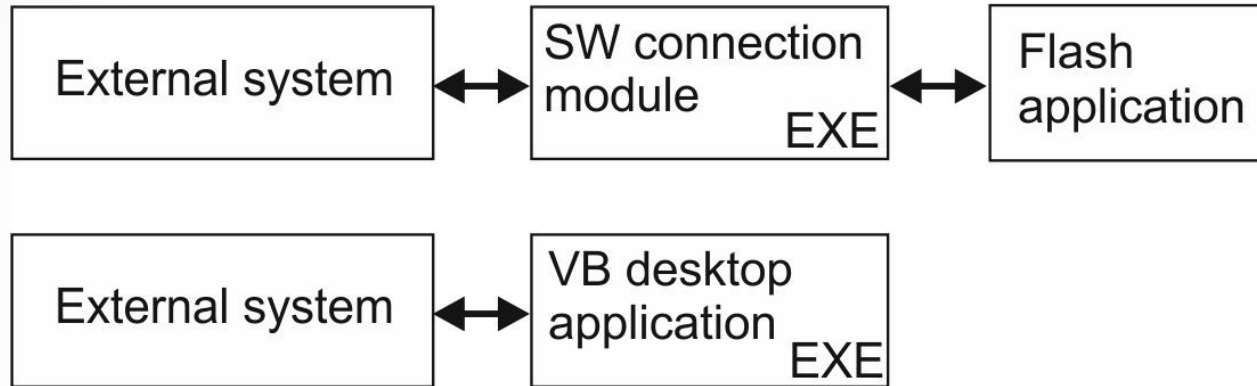 External system
SW connection
module
EXE
Flash
application
External system
VB desktop
application
EXE